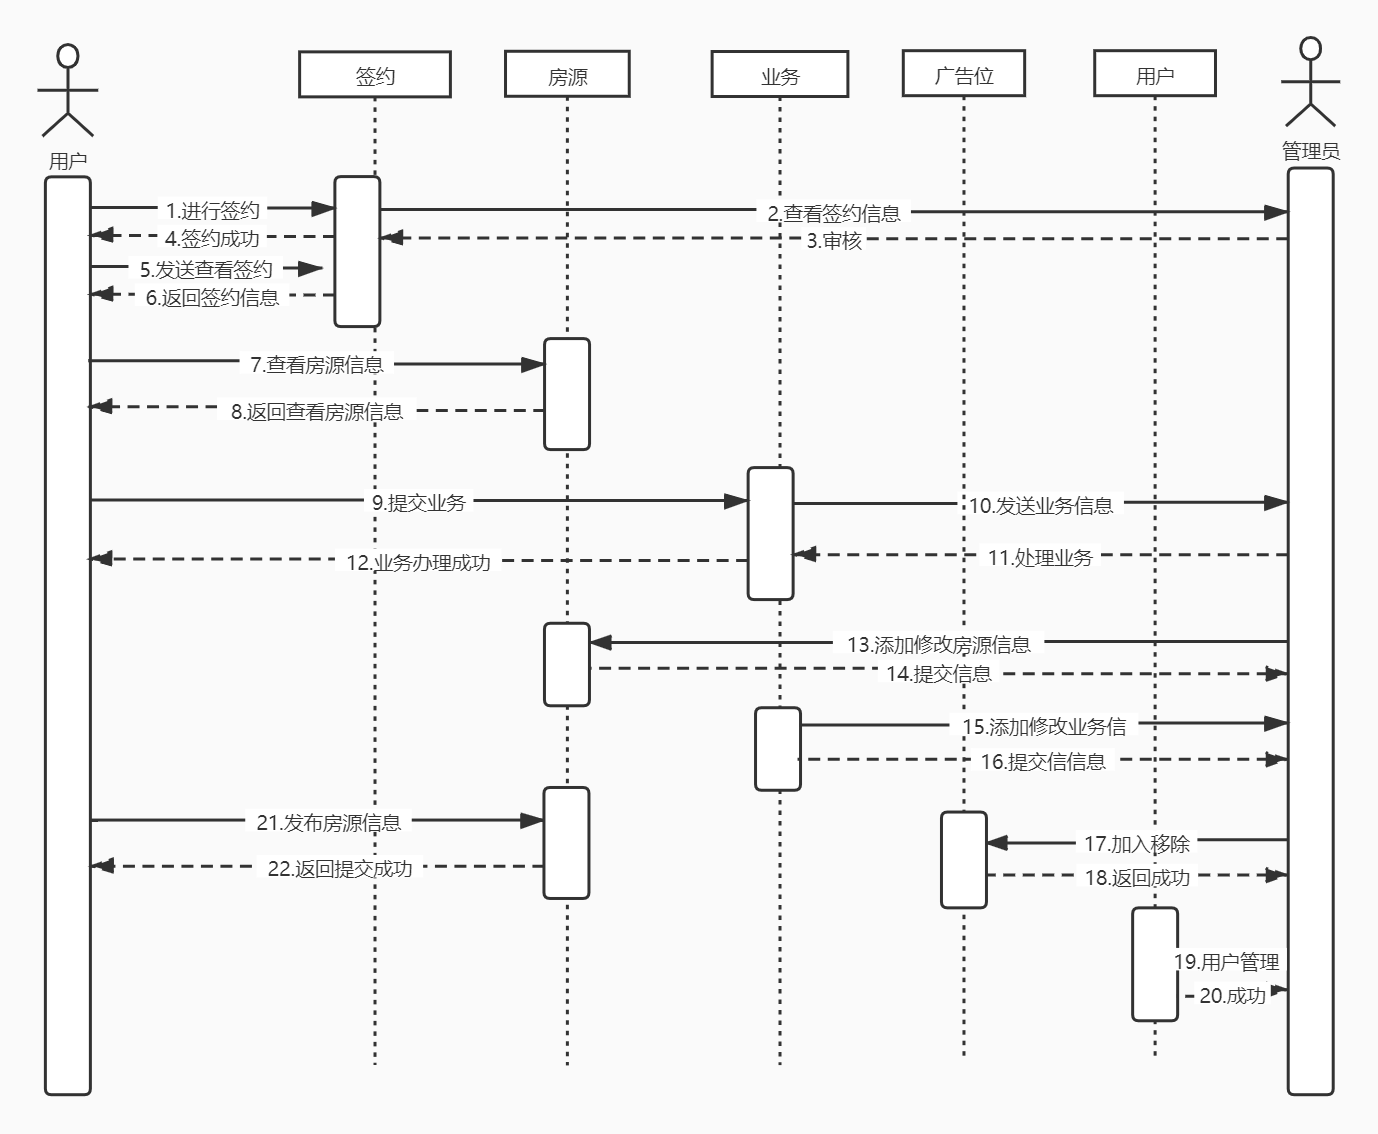 签约
房源
业务
广告位
用户
用户
管理员
1.进行签约
2.查看签约信息
4.签约成功
3.审核
5.发送查看签约
6.返回签约信息
7.查看房源信息
8.返回查看房源信息
9.提交业务
10.发送业务信息
11.处理业务
12.业务办理成功
13.添加修改房源信息
14.提交信息
15.添加修改业务信
16.提交信信息
21.发布房源信息
17.加入移除
22.返回提交成功
18.返回成功
19.用户管理
20.成功